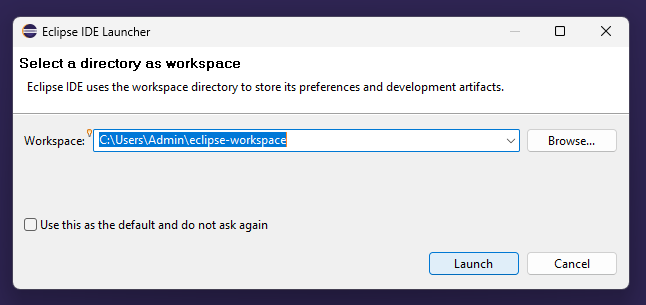 Eclipse IDE Launcher
Select a directory as workspace
Eclipse IDE uses the workspace directory to store its preferences and development artifacts.
Workspace: C:\Users\Admin\eclipse-workspace Browse...
Use this as the default and do not ask again
Launch Cancel